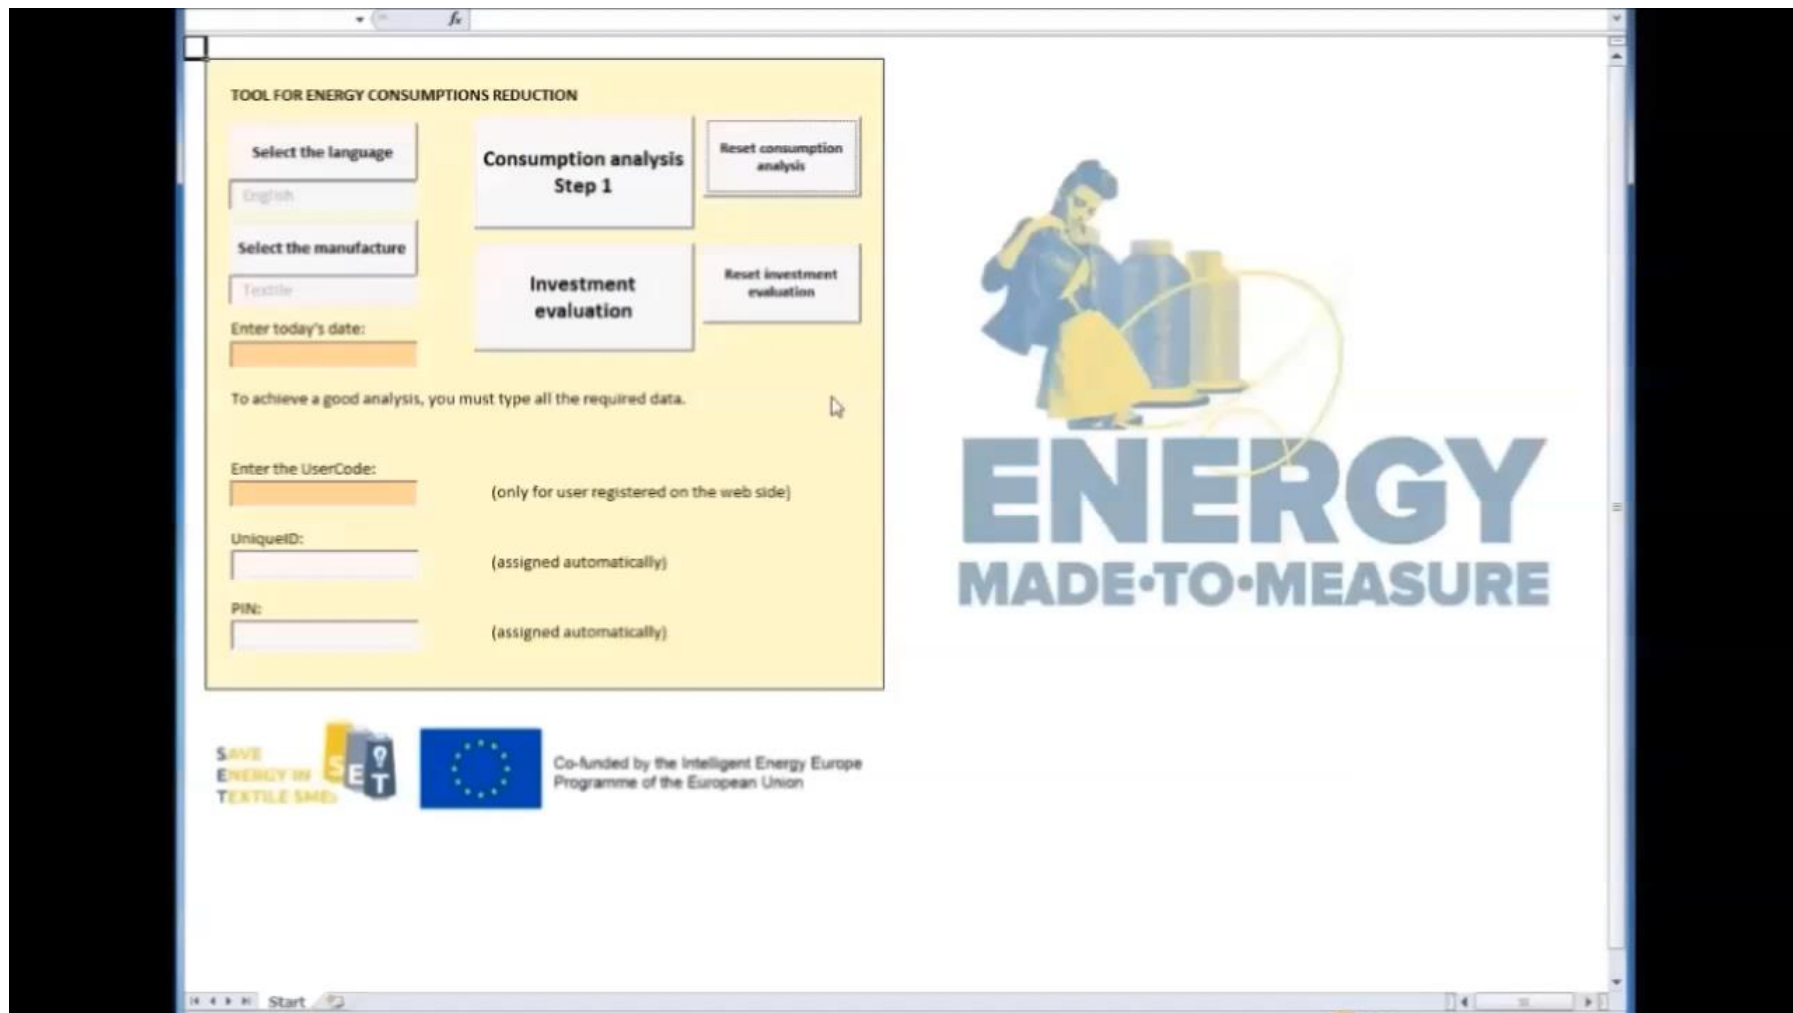 fx
TOOL FOR ENERGY CONSUMPTIONS REDUCTION
Select the language
English
Select the manufacture
Textile
Enter today's date:
Consumption analysis
Step 1
Reset consumption
analysis
Investment
evaluation
Reset investment
evaluation
To achieve a good analysis, you must type all the required data.
Enter the UserCode:
(only for user registered on the web side)
UniqueID:
(assigned automatically)
PIN:
(assigned automatically)
ENERGY
MADE•TO•MEASURE
SAVE
ENERGY IN
TEXTILE SMEs
SET
Co-funded by the Intelligent Energy Europe
Programme of the European Union
Start